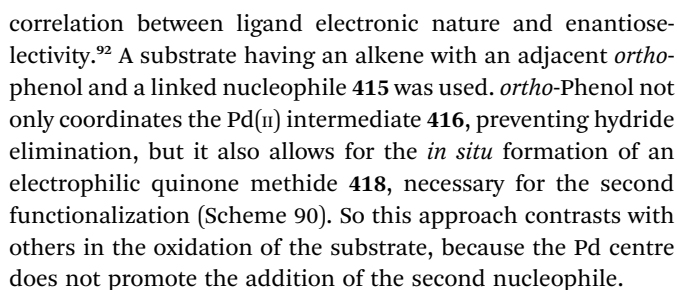 correlation between ligand electronic nature and enantiose-
lectivity.⁹² A substrate having an alkene with an adjacent ortho-
phenol and a linked nucleophile 415 was used. ortho-Phenol not
only coordinates the Pd(II) intermediate 416, preventing hydride
elimination, but it also allows for the in situ formation of an
electrophilic quinone methide 418, necessary for the second
functionalization (Scheme 90). So this approach contrasts with
others in the oxidation of the substrate, because the Pd centre
does not promote the addition of the second nucleophile.